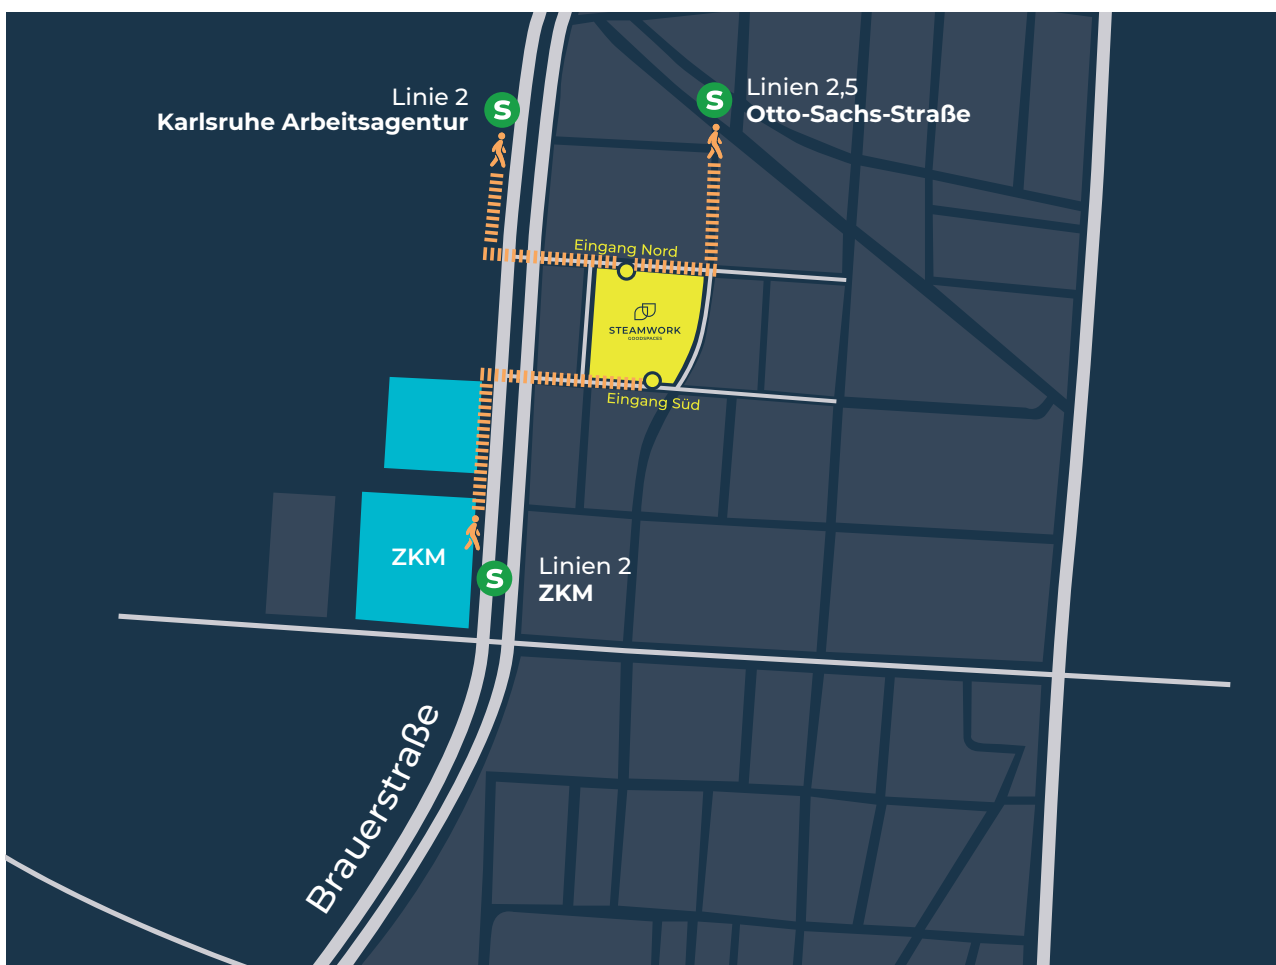 Linie 2
Karlsruhe Arbeitsagentur
S
S
Linien 2,5
Otto-Sachs-Straße
Eingang Nord
STEAMWORK
GOODSPACES
Eingang Süd
ZKM
S
Linien 2
ZKM
Brauerstraße